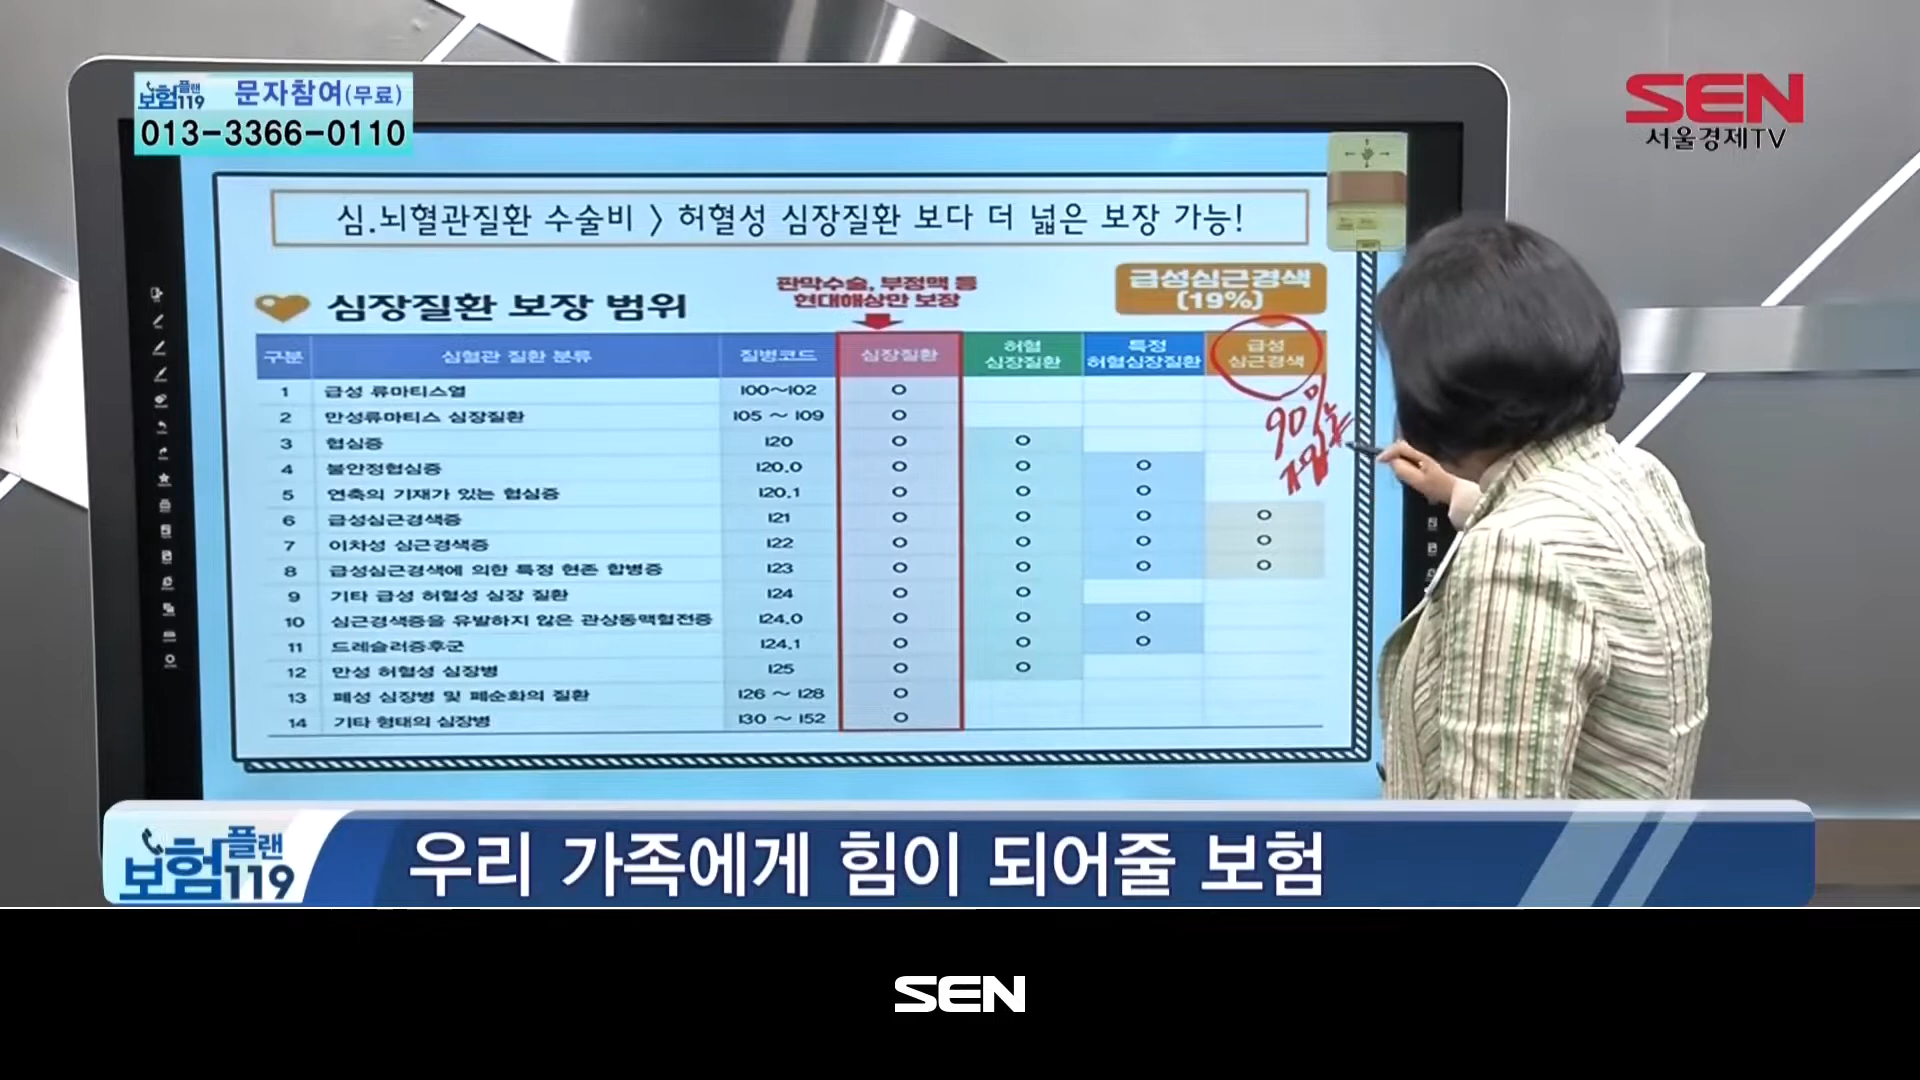 보험플랜119 문자참여(무료)
013-3366-0110
SEN
서울경제TV
심.뇌혈관질환 수술비 > 허혈성 심장질환 보다 더 넓은 보장 가능!
심장질환 보장 범위
판막수술, 부정맥 등
현대해상만 보장
급성심근경색
(19%)
구분 심혈관 질환 분류 질병코드 심장질환 허혈심장질환 특정허혈심장질환 급성심근경색
1 급성 류마티스열 I00~I02 O
2 만성류마티스 심장질환 I05 ~ I09 O
3 협심증 I20 O O
4 불안정협심증 I20.0 O O O
5 연축의 기재가 있는 협심증 I20.1 O O O
6 급성심근경색증 I21 O O O O
7 이차성 심근경색증 I22 O O O O
8 급성심근경색에 의한 특정 현존 합병증 I23 O O O O
9 기타 급성 허혈성 심장 질환 I24 O O
10 심근경색증을 유발하지 않은 관상동맥혈전증 I24.0 O O O
11 드레슬러증후군 I24.1 O O O
12 만성 허혈성 심장병 I25 O O
13 폐성 심장병 및 폐순화의 질환 I26 ~ I28 O
14 기타 형태의 심장병 I30 ~ I52 O
90%
보험플랜119
우리 가족에게 힘이 되어줄 보험
SEN